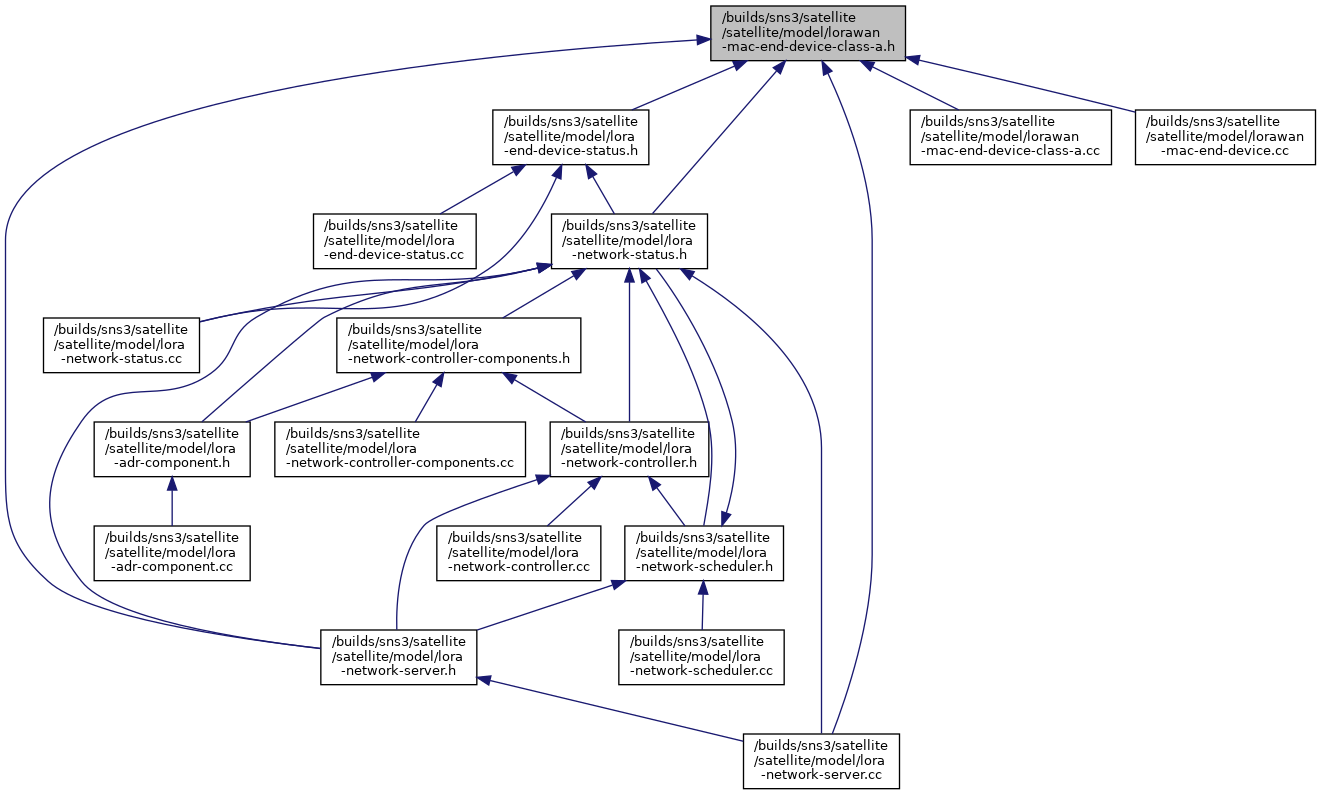 /builds/sns3/satellite
/satellite/model/lorawan
-mac-end-device-class-a.h
/builds/sns3/satellite
/satellite/model/lora
-end-device-status.h
/builds/sns3/satellite
/satellite/model/lorawan
-mac-end-device-class-a.cc
/builds/sns3/satellite
/satellite/model/lorawan
-mac-end-device.cc
/builds/sns3/satellite
/satellite/model/lora
-end-device-status.cc
/builds/sns3/satellite
/satellite/model/lora
-network-status.h
/builds/sns3/satellite
/satellite/model/lora
-network-status.cc
/builds/sns3/satellite
/satellite/model/lora
-network-controller-components.h
/builds/sns3/satellite
/satellite/model/lora
-adr-component.h
/builds/sns3/satellite
/satellite/model/lora
-network-controller-components.cc
/builds/sns3/satellite
/satellite/model/lora
-network-controller.h
/builds/sns3/satellite
/satellite/model/lora
-adr-component.cc
/builds/sns3/satellite
/satellite/model/lora
-network-controller.cc
/builds/sns3/satellite
/satellite/model/lora
-network-scheduler.h
/builds/sns3/satellite
/satellite/model/lora
-network-server.h
/builds/sns3/satellite
/satellite/model/lora
-network-scheduler.cc
/builds/sns3/satellite
/satellite/model/lora
-network-server.cc